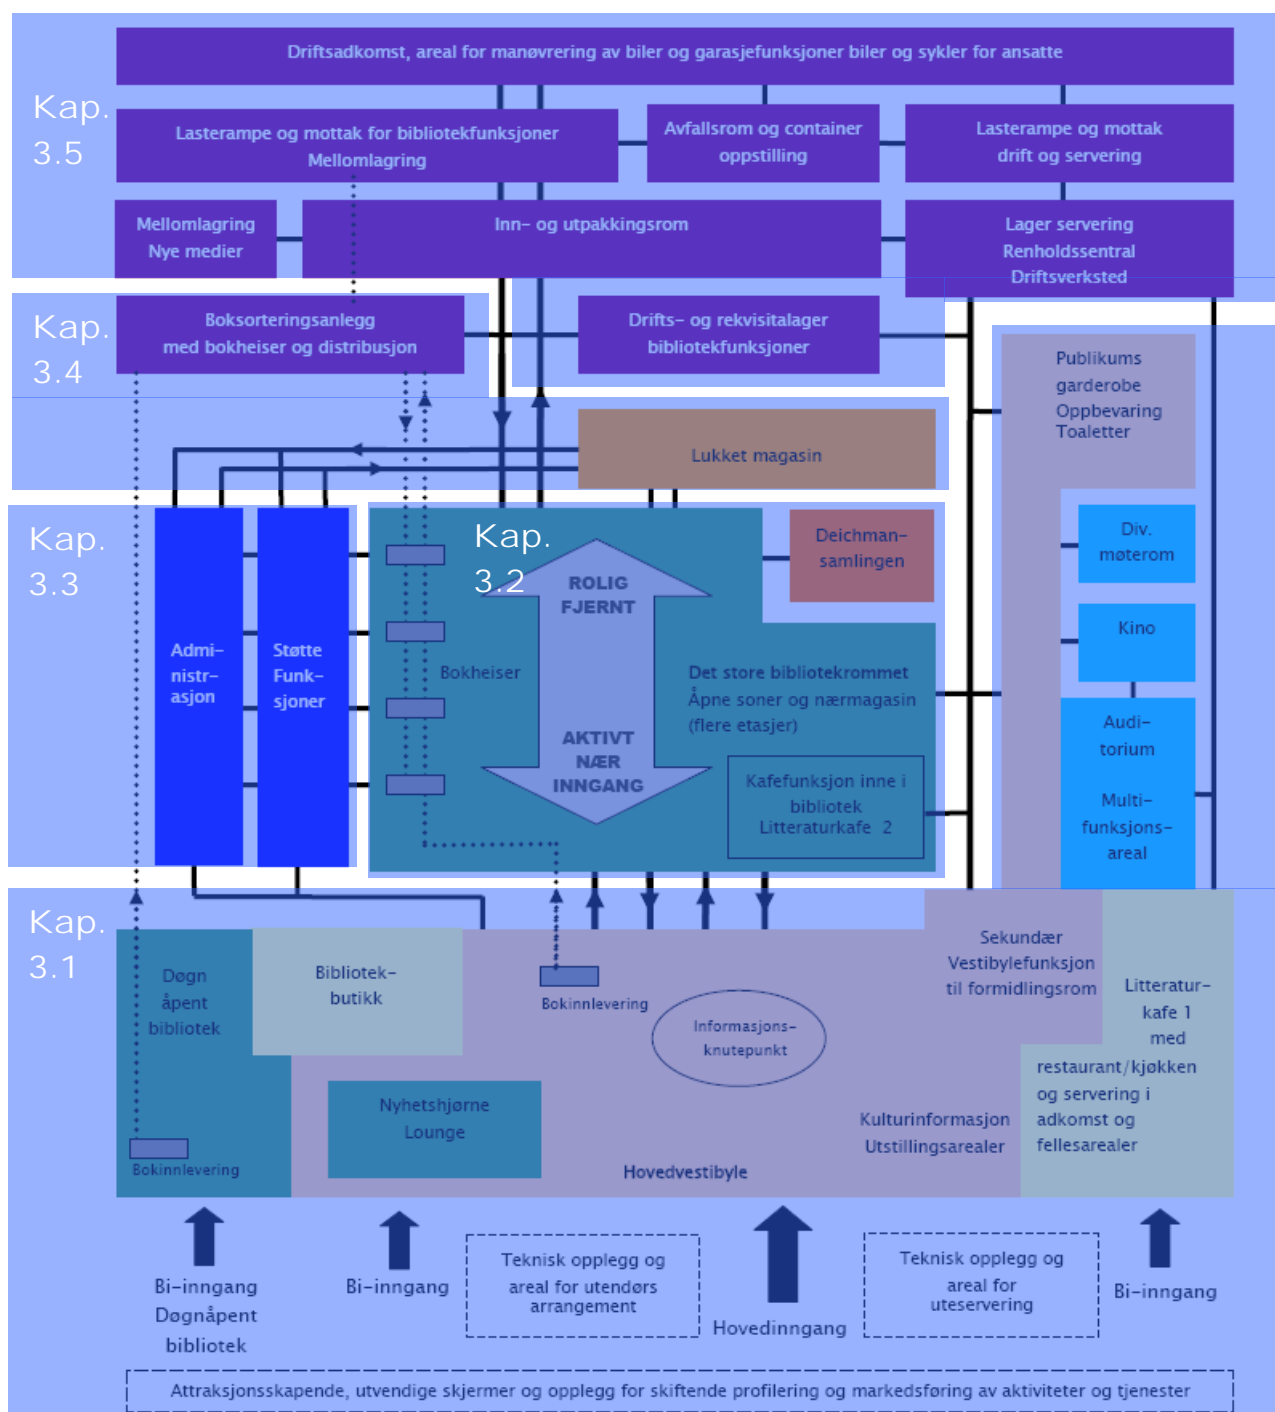 Driftsadkomst, areal for manøvrering av biler og garasjefunksjoner biler og sykler for ansatte
Kap.
3.5
Lasterampe og mottak for bibliotekfunksjoner
Mellomlagring
Avfallsrom og container
oppstilling
Lasterampe og mottak
drift og servering
Mellomlagring
Nye medier
Inn- og utpakkingsrom
Lager servering
Renholdssentral
Driftsverksted
Kap.
3.4
Boksorteringsanlegg
med bokheiser og distribusjon
Drifts- og rekvisitalager
bibliotekfunksjoner
Publikums
garderobe
Oppbevaring
Toaletter
Lukket magasin
Kap.
3.3
Admi-
nistr-
asjon
Støtte
Funk-
sjoner
Kap.
3.2
ROLIG
FJERNT
Bokheiser
AKTIVT
NÆR
INNGANG
Deichman-
samlingen
Det store bibliotekrommet
Åpne soner og nærmagasin
(flere etasjer)
Kafefunksjon inne i
bibliotek
Litteraturkafe 2
Div.
møterom
Kino
Audi-
torium
Multi-
funksjons-
areal
Kap.
3.1
Døgn
åpent
bibliotek
Bibliotek-
butikk
Bokinnlevering
Informasjons-
knutepunkt
Sekundær
Vestibylefunksjon
til formidlingsrom
Litteratur-
kafe 1
med
restaurant/kjøkken
og servering i
adkomst og
fellesarealer
Nyhetshjørne
Lounge
Kulturinformasjon
Utstillingsarealer
Bokinnlevering
Hovedvestibyle
Bi-inngang
Døgnåpent
bibliotek
Bi-inngang
Teknisk opplegg og
areal for utendørs
arrangement
Hovedinngang
Teknisk opplegg og
areal for
uteservering
Bi-inngang
Attraksjonsskapende, utvendige skjermer og opplegg for skiftende profilering og markedsføring av aktiviteter og tjenester